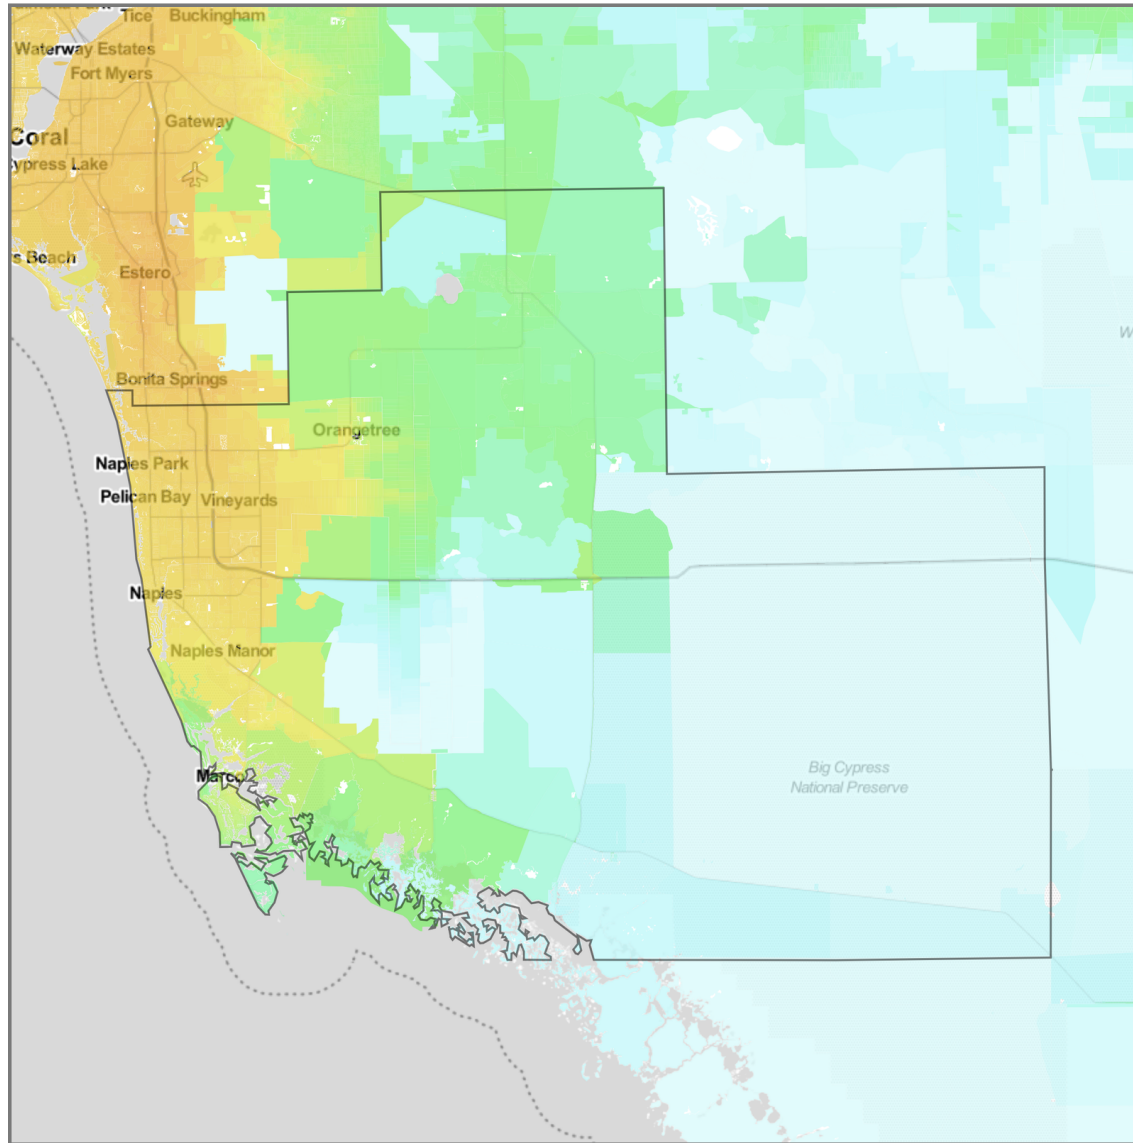 Tice
Buckingham
Waterway Estates
Fort Myers
Gateway
Coral
ypress Lake
s Beach
Estero
Bonita Springs
Orangetree
Naples Park
Pelican Bay
Vineyards
Naples
Naples Manor
Marco
Big Cypress
National Preserve
W